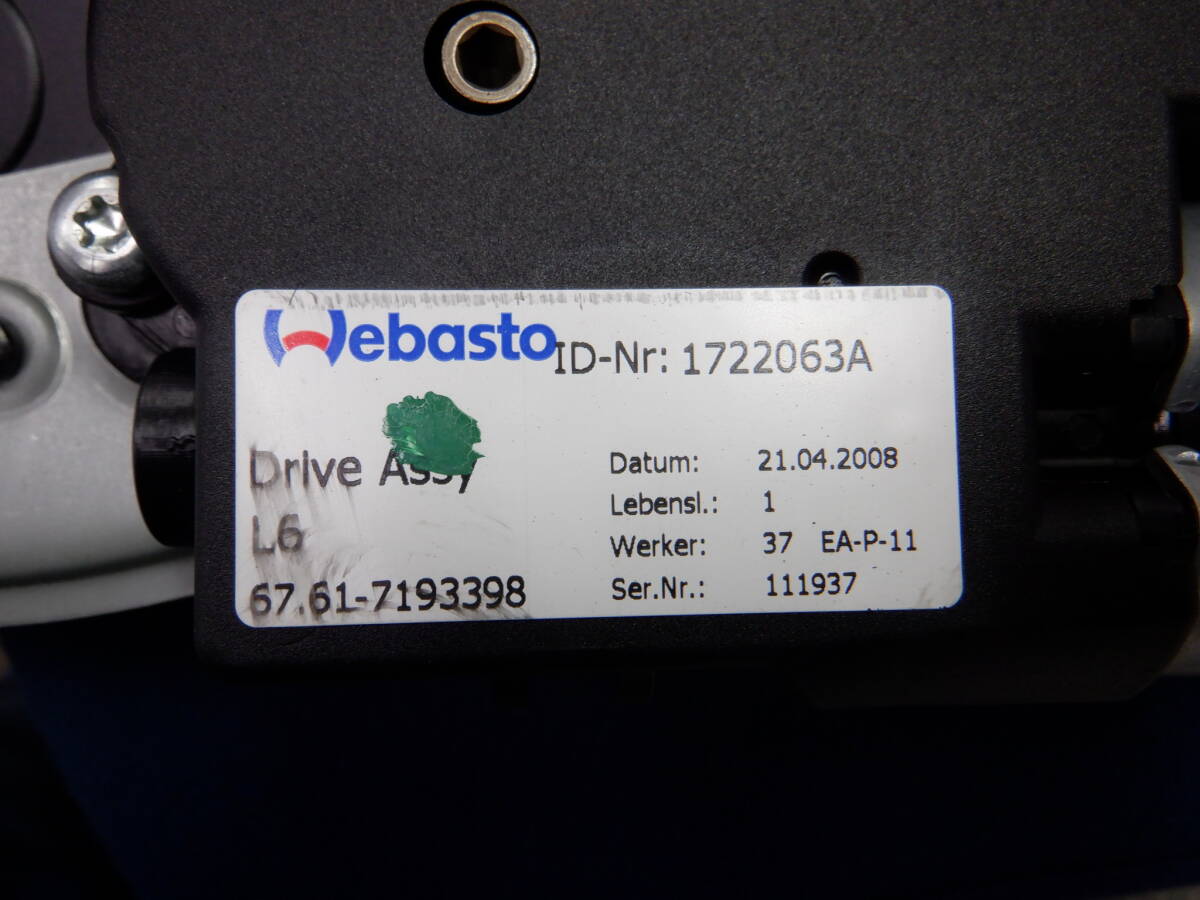 Webasto ID-Nr: 1722063A
Drive Assy
L6
67.61-7193398
Datum: 21.04.2008
Lebensl.: 1
Werker: 37 EA-P-11
Ser.Nr.: 111937